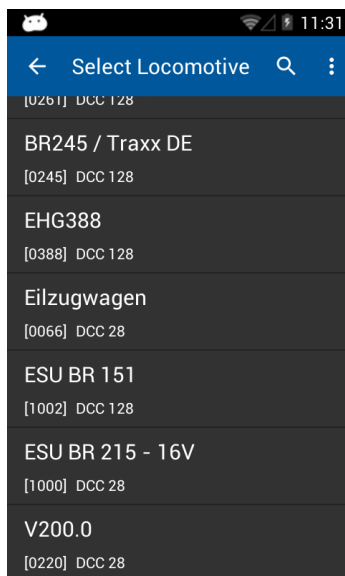 11:31
Select Locomotive
[0261] DCC 128
BR245 / Traxx DE
[0245] DCC 128
EHG388
[0388] DCC 128
Eilzugwagen
[0066] DCC 28
ESU BR 151
[1002] DCC 128
ESU BR 215 - 16V
[1000] DCC 28
V200.0
[0220] DCC 28